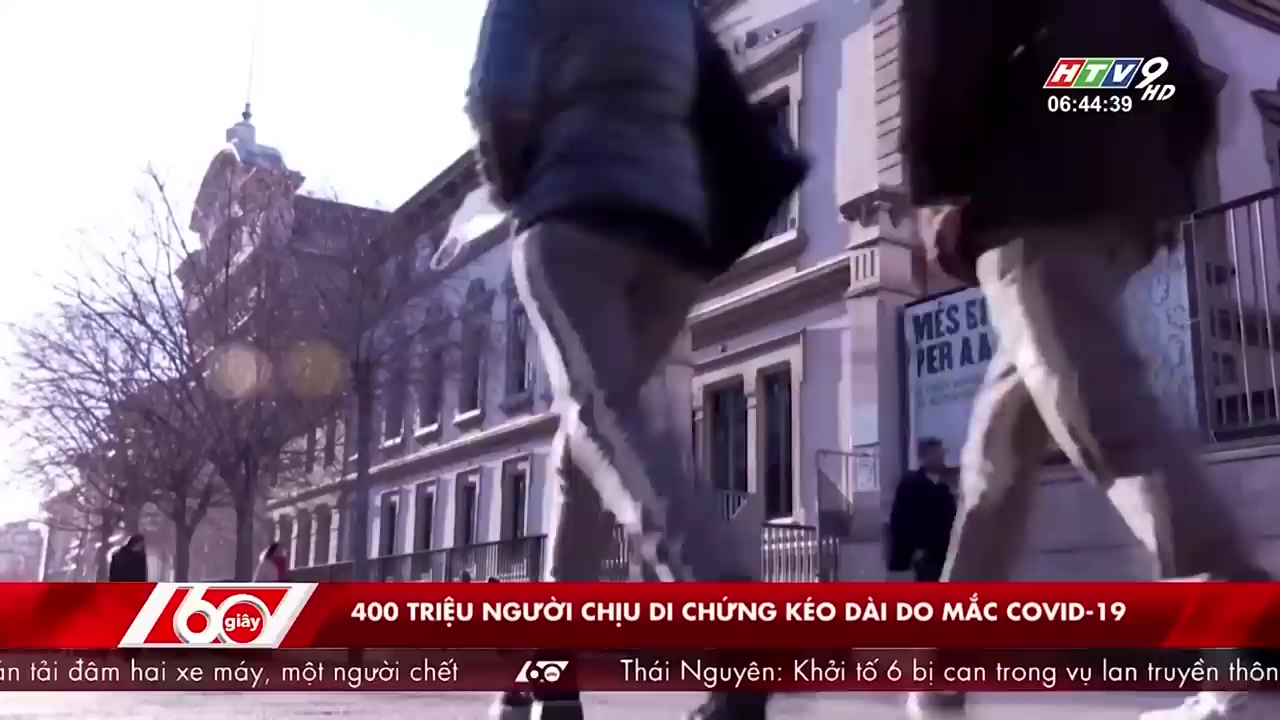 HTV9
HD
06:44:39
MÉS
PER
60 giây
400 TRIỆU NGƯỜI CHỊU DI CHỨNG KÉO DÀI DO MẮC COVID-19
tải đâm hai xe máy, một người chết
60
Thái Nguyên: Khởi tố 6 bị can trong vụ lan truyền